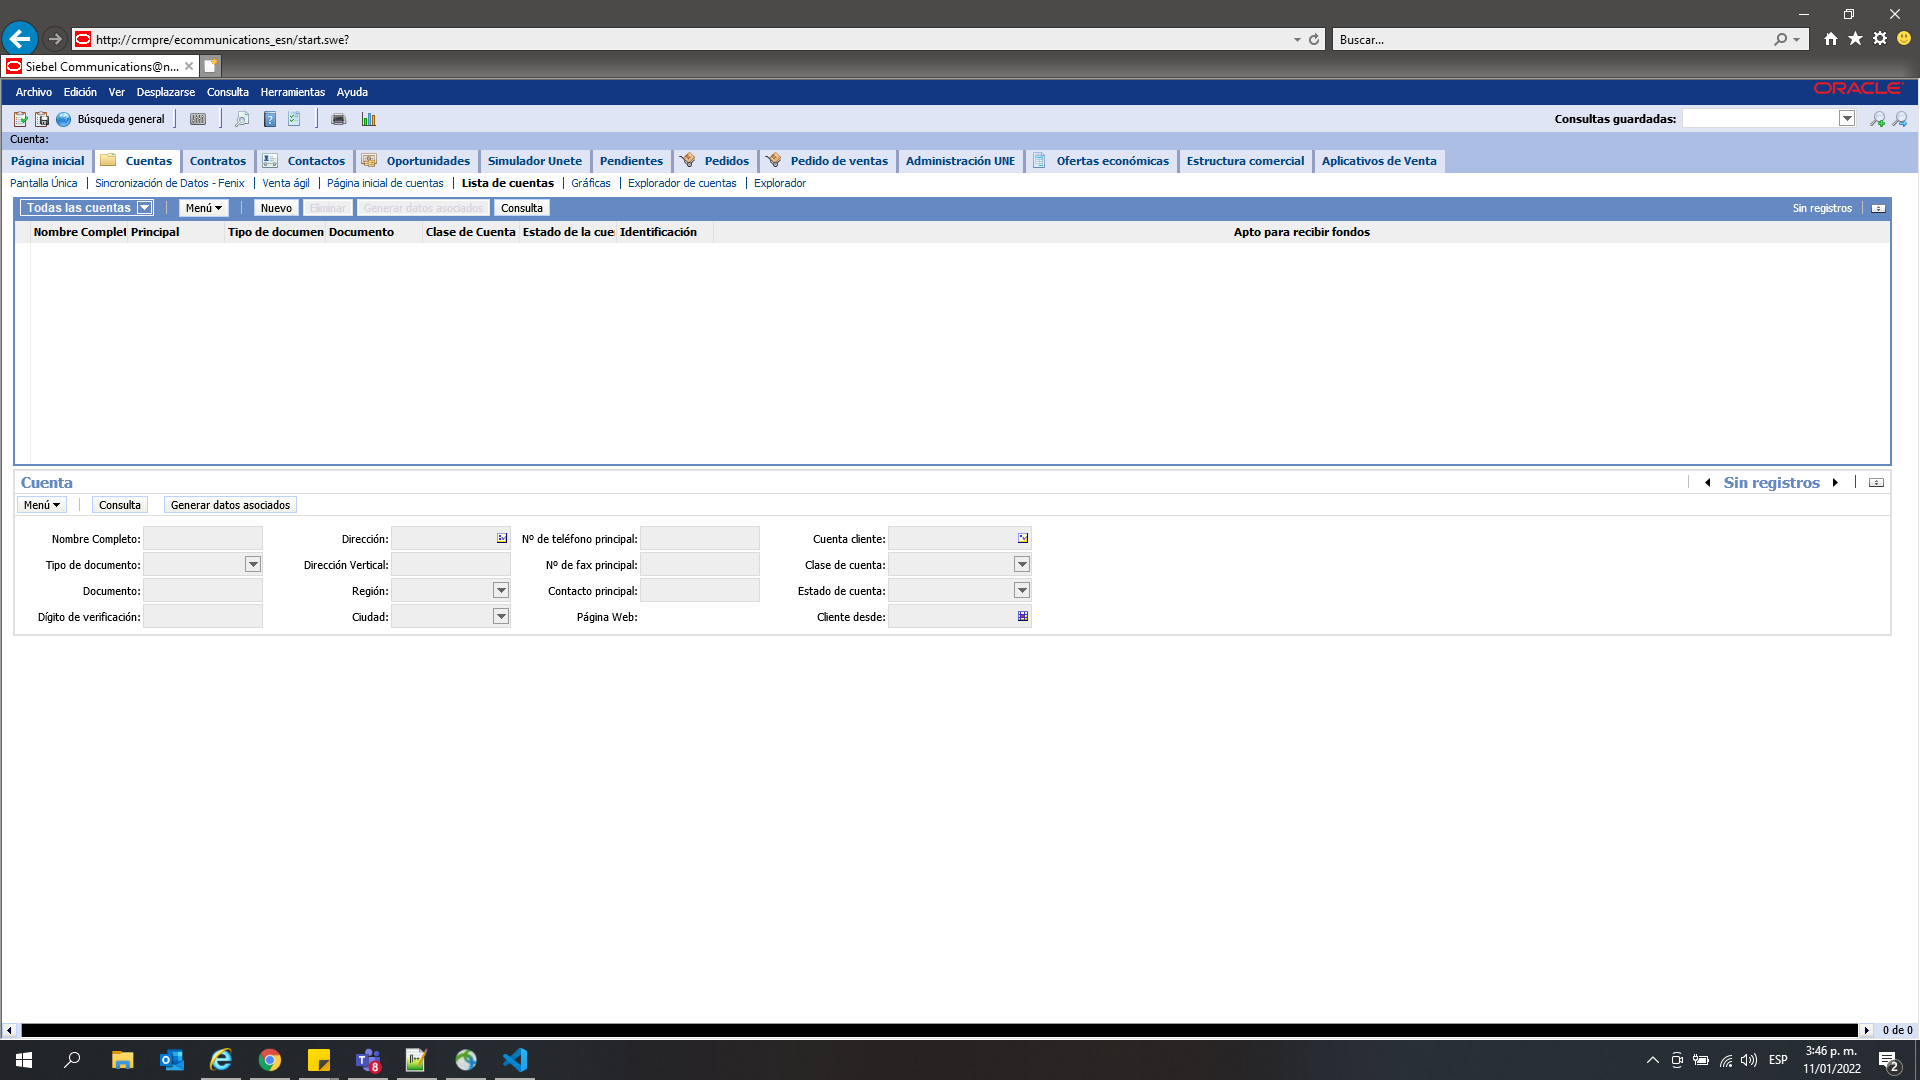 http://crmpre/ecommunications_esn/start.swe?
Buscar...
Siebel Communications@n...
Archivo Edición Ver Desplazarse Consulta Herramientas Ayuda
ORACLE
Búsqueda general
Consultas guardadas:
Cuenta:
Página inicial Cuentas Contratos Contactos Oportunidades Simulador Unete Pendientes Pedidos Pedido de ventas Administración UNE Ofertas económicas Estructura comercial Aplicativos de Venta
Pantalla Única Sincronización de Datos - Fenix Venta ágil Página inicial de cuentas Lista de cuentas Gráficas Explorador de cuentas Explorador
Todas las cuentas Menú Nuevo Eliminar Generar datos asociados Consulta Sin registros
Nombre Complet Principal Tipo de documen Documento Clase de Cuenta Estado de la cue Identificación Apto para recibir fondos
Cuenta Sin registros
Menú Consulta Generar datos asociados
Nombre Completo: Dirección: Nº de teléfono principal: Cuenta cliente:
Tipo de documento: Dirección Vertical: Nº de fax principal: Clase de cuenta:
Documento: Región: Contacto principal: Estado de cuenta:
Dígito de verificación: Ciudad: Página Web: Cliente desde:
0 de 0
8
ESP
3:46 p. m.
11/01/2022
2